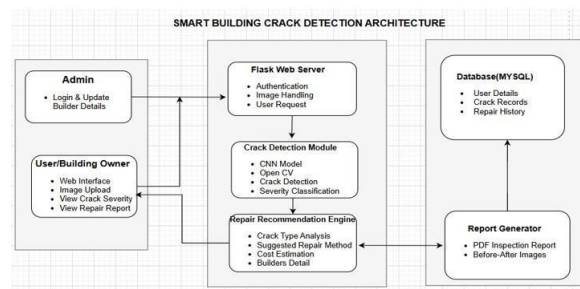 SMART BUILDING CRACK DETECTION ARCHITECTURE
Admin
• Login & Update
Builder Details
User/Building Owner
• Web Interface
• Image Upload
• View Crack Severity
• View Repair Report
Flask Web Server
• Authentication
• Image Handling
• User Request
Crack Detection Module
• CNN Model
• Open CV
• Crack Detection
• Severity Classification
Repair Recommendation Engine
• Crack Type Analysis
• Suggested Repair Method
• Cost Estimation
• Builders Detail
Database(MYSQL)
• User Details
• Crack Records
• Repair History
Report Generator
• PDF Inspection Report
• Before-After Images